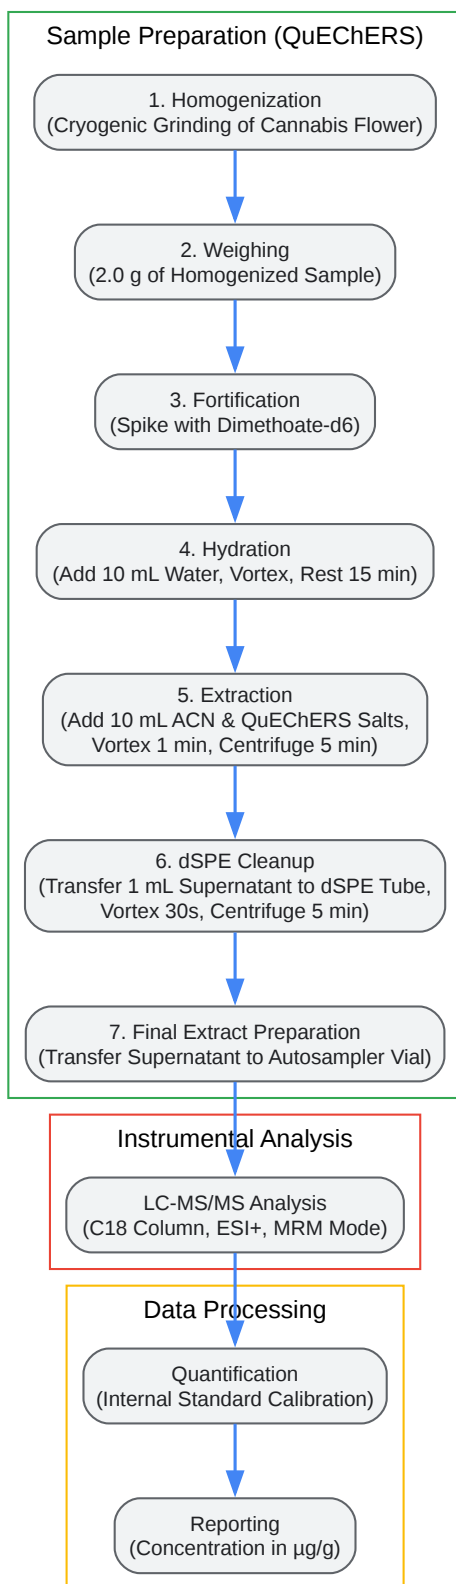 Sample Preparation (QuEChERS)
1. Homogenization
(Cryogenic Grinding of Cannabis Flower)
2. Weighing
(2.0 g of Homogenized Sample)
3. Fortification
(Spike with Dimethoate-d6)
4. Hydration
(Add 10 mL Water, Vortex, Rest 15 min)
5. Extraction
(Add 10 mL ACN & QuEChERS Salts,
Vortex 1 min, Centrifuge 5 min)
6. dSPE Cleanup
(Transfer 1 mL Supernatant to dSPE Tube,
Vortex 30s, Centrifuge 5 min)
7. Final Extract Preparation
(Transfer Supernatant to Autosampler Vial)
Instrumental Analysis
LC-MS/MS Analysis
(C18 Column, ESI+, MRM Mode)
Data Processing
Quantification
(Internal Standard Calibration)
Reporting
(Concentration in µg/g)